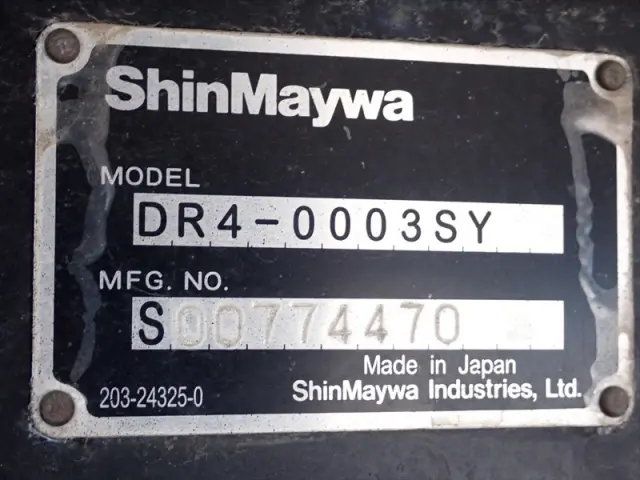 ShinMaywa
MODEL
DR4-0003SY
MFG. NO.
S00774470
Made in Japan
203-24325-0
ShinMaywa Industries, Ltd.